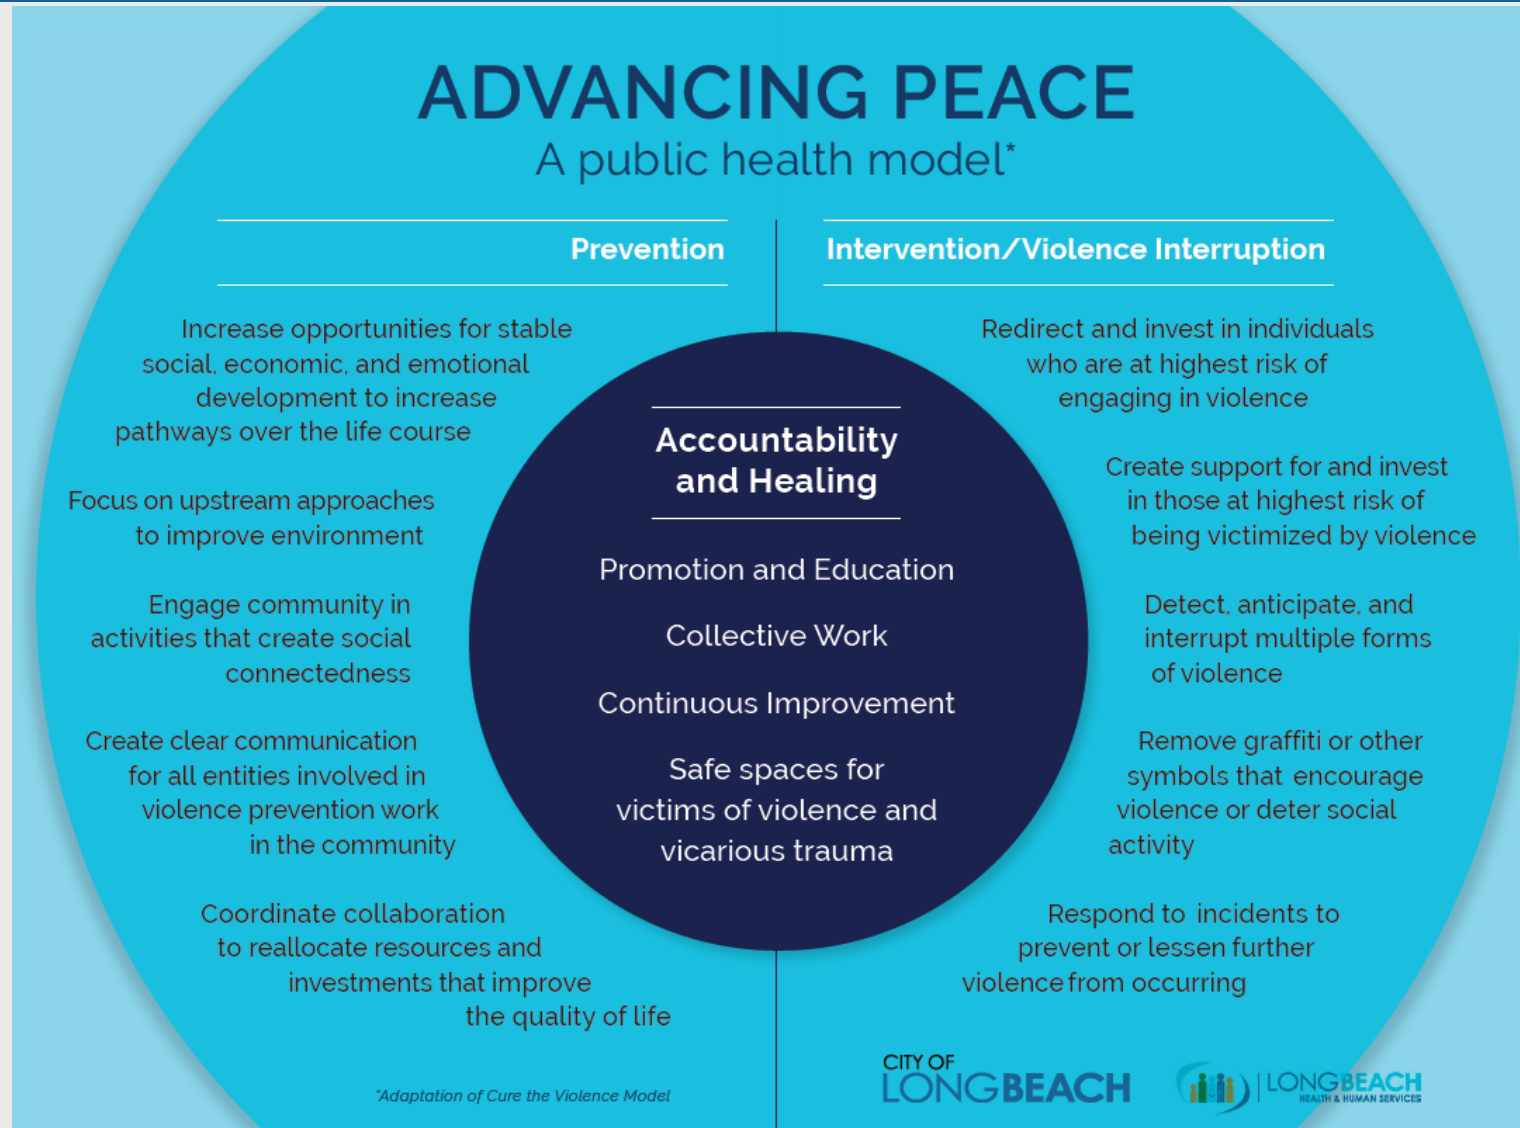 ADVANCING PEACE
A public health model*
Prevention
Increase opportunities for stable
social, economic, and emotional
development to increase
pathways over the life course
Focus on upstream approaches
to improve environment
Engage community in
activities that create social
connectedness
Create clear communication
for all entities involved in
violence prevention work
in the community
Coordinate collaboration
to reallocate resources and
investments that improve
the quality of life
Accountability
and Healing
Promotion and Education
Collective Work
Continuous Improvement
Safe spaces for
victims of violence and
vicarious trauma
Intervention/Violence Interruption
Redirect and invest in individuals
who are at highest risk of
engaging in violence
Create support for and invest
in those at highest risk of
being victimized by violence
Detect, anticipate, and
interrupt multiple forms
of violence
Remove graffiti or other
symbols that encourage
violence or deter social
activity
Respond to incidents to
prevent or lessen further
violence from occurring
*Adaptation of Cure the Violence Model
CITY OF
LONGBEACH
LONGBEACH
HEALTH & HUMAN SERVICES